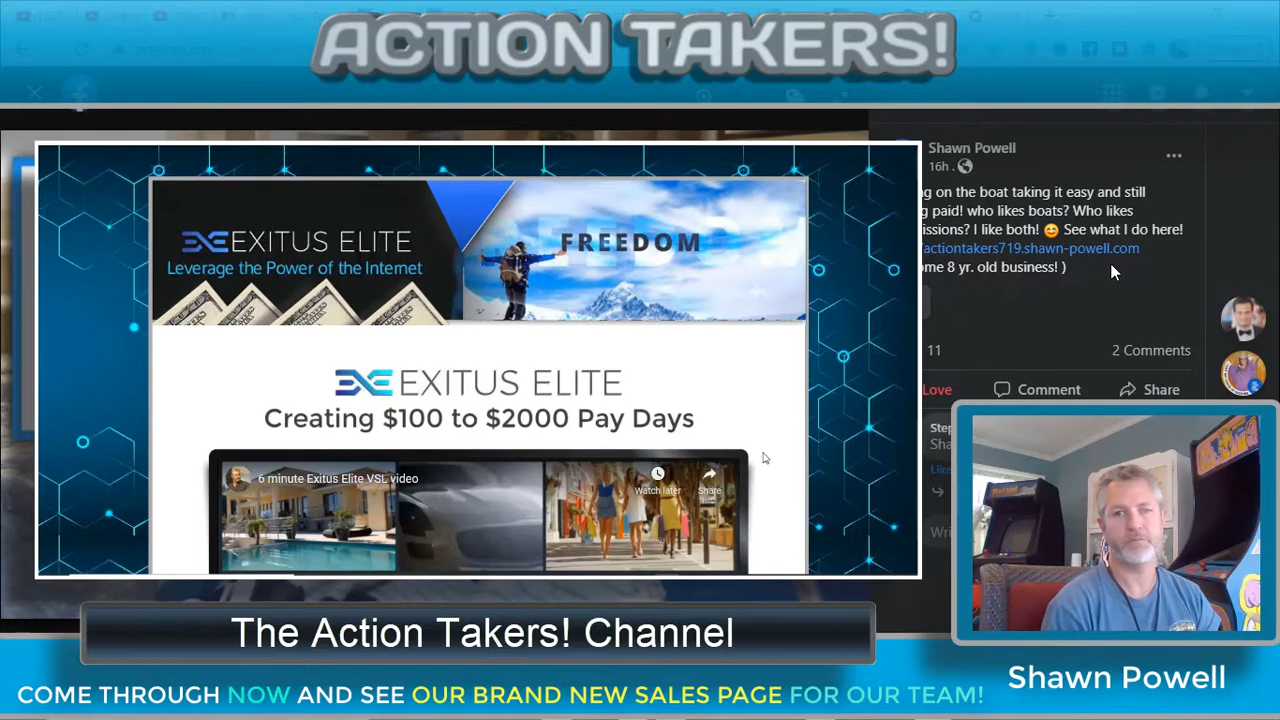 ACTION TAKERS!
EXITUS ELITE
Leverage the Power of the Internet
FREEDOM
EXITUS ELITE
Creating $100 to $2000 Pay Days
6 minute Exitus Elite VSL video
Watch later
Share
Shawn Powell
16h
on the boat taking it easy and still
paid! who likes boats? Who likes
I like both! 😊 See what I do here!
actiontakers719.shawn-powell.com
8 yr. old business! )
11
2 Comments
Comment
Share
The Action Takers! Channel
Shawn Powell
COME THROUGH NOW AND SEE OUR BRAND NEW SALES PAGE FOR OUR TEAM!